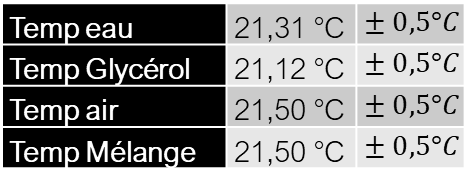 Temp eau 21,31 °C ± 0,5°C
Temp Glycérol 21,12 °C ± 0,5°C
Temp air 21,50 °C ± 0,5°C
Temp Mélange 21,50 °C ± 0,5°C